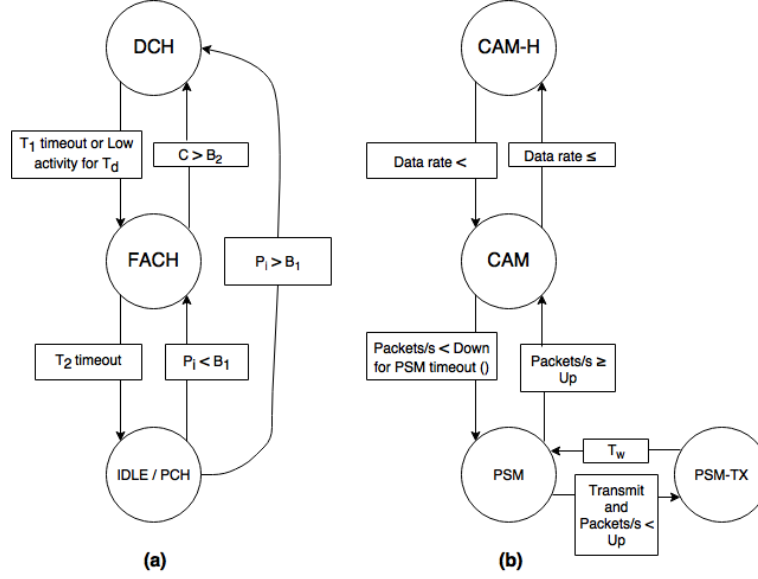 DCH
T1 timeout or Low
activity for Td
C > B2
FACH
Pi > B1
T2 timeout
Pi < B1
IDLE / PCH
(a)
CAM-H
Data rate <
Data rate ≤
CAM
Packets/s < Down
for PSM timeout ()
Packets/s ≥
Up
PSM
Tw
PSM-TX
Transmit
and
Packets/s <
Up
(b)